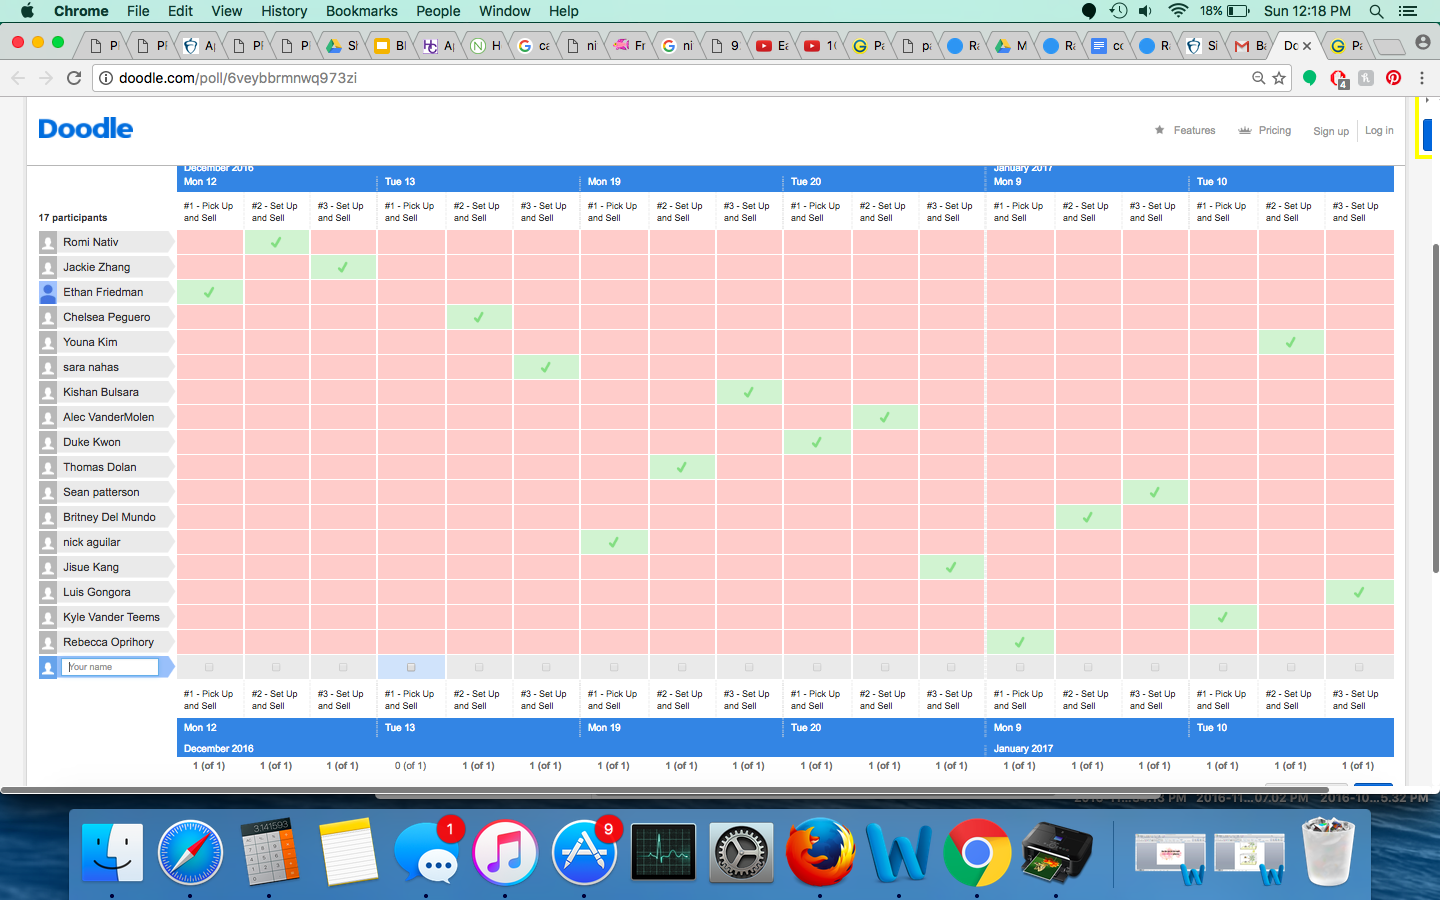 Chrome File Edit View History Bookmarks People Window Help 18% Sun 12:18 PM
Do
doodle.com/poll/6veybbrmnwq973zi
4
Doodle
Features Pricing Sign up Log in
December 2016 January 2017
Mon 12 Tue 13 Mon 19 Tue 20 Mon 9 Tue 10
17 participants
#1 - Pick Up #2 - Set Up #3 - Set Up #1 - Pick Up #2 - Set Up #3 - Set Up #1 - Pick Up #2 - Set Up #3 - Set Up #1 - Pick Up #2 - Set Up #3 - Set Up #1 - Pick Up #2 - Set Up #3 - Set Up #1 - Pick Up #2 - Set Up #3 - Set Up
and Sell and Sell and Sell and Sell and Sell and Sell and Sell and Sell and Sell and Sell and Sell and Sell and Sell and Sell and Sell and Sell and Sell and Sell
Romi Nativ
Jackie Zhang
Ethan Friedman
Chelsea Peguero
Youna Kim
sara nahas
Kishan Bulsara
Alec VanderMolen
Duke Kwon
Thomas Dolan
Sean patterson
Britney Del Mundo
nick aguilar
Jisue Kang
Luis Gongora
Kyle Vander Teems
Rebecca Oprihory
Your name
#1 - Pick Up #2 - Set Up #3 - Set Up #1 - Pick Up #2 - Set Up #3 - Set Up #1 - Pick Up #2 - Set Up #3 - Set Up #1 - Pick Up #2 - Set Up #3 - Set Up #1 - Pick Up #2 - Set Up #3 - Set Up #1 - Pick Up #2 - Set Up #3 - Set Up
and Sell and Sell and Sell and Sell and Sell and Sell and Sell and Sell and Sell and Sell and Sell and Sell and Sell and Sell and Sell and Sell and Sell and Sell
Mon 12 Tue 13 Mon 19 Tue 20 Mon 9 Tue 10
December 2016 January 2017
1 (of 1) 1 (of 1) 1 (of 1) 0 (of 1) 1 (of 1) 1 (of 1) 1 (of 1) 1 (of 1) 1 (of 1) 1 (of 1) 1 (of 1) 1 (of 1) 1 (of 1) 1 (of 1) 1 (of 1) 1 (of 1) 1 (of 1) 1 (of 1)
3.141593
1
9